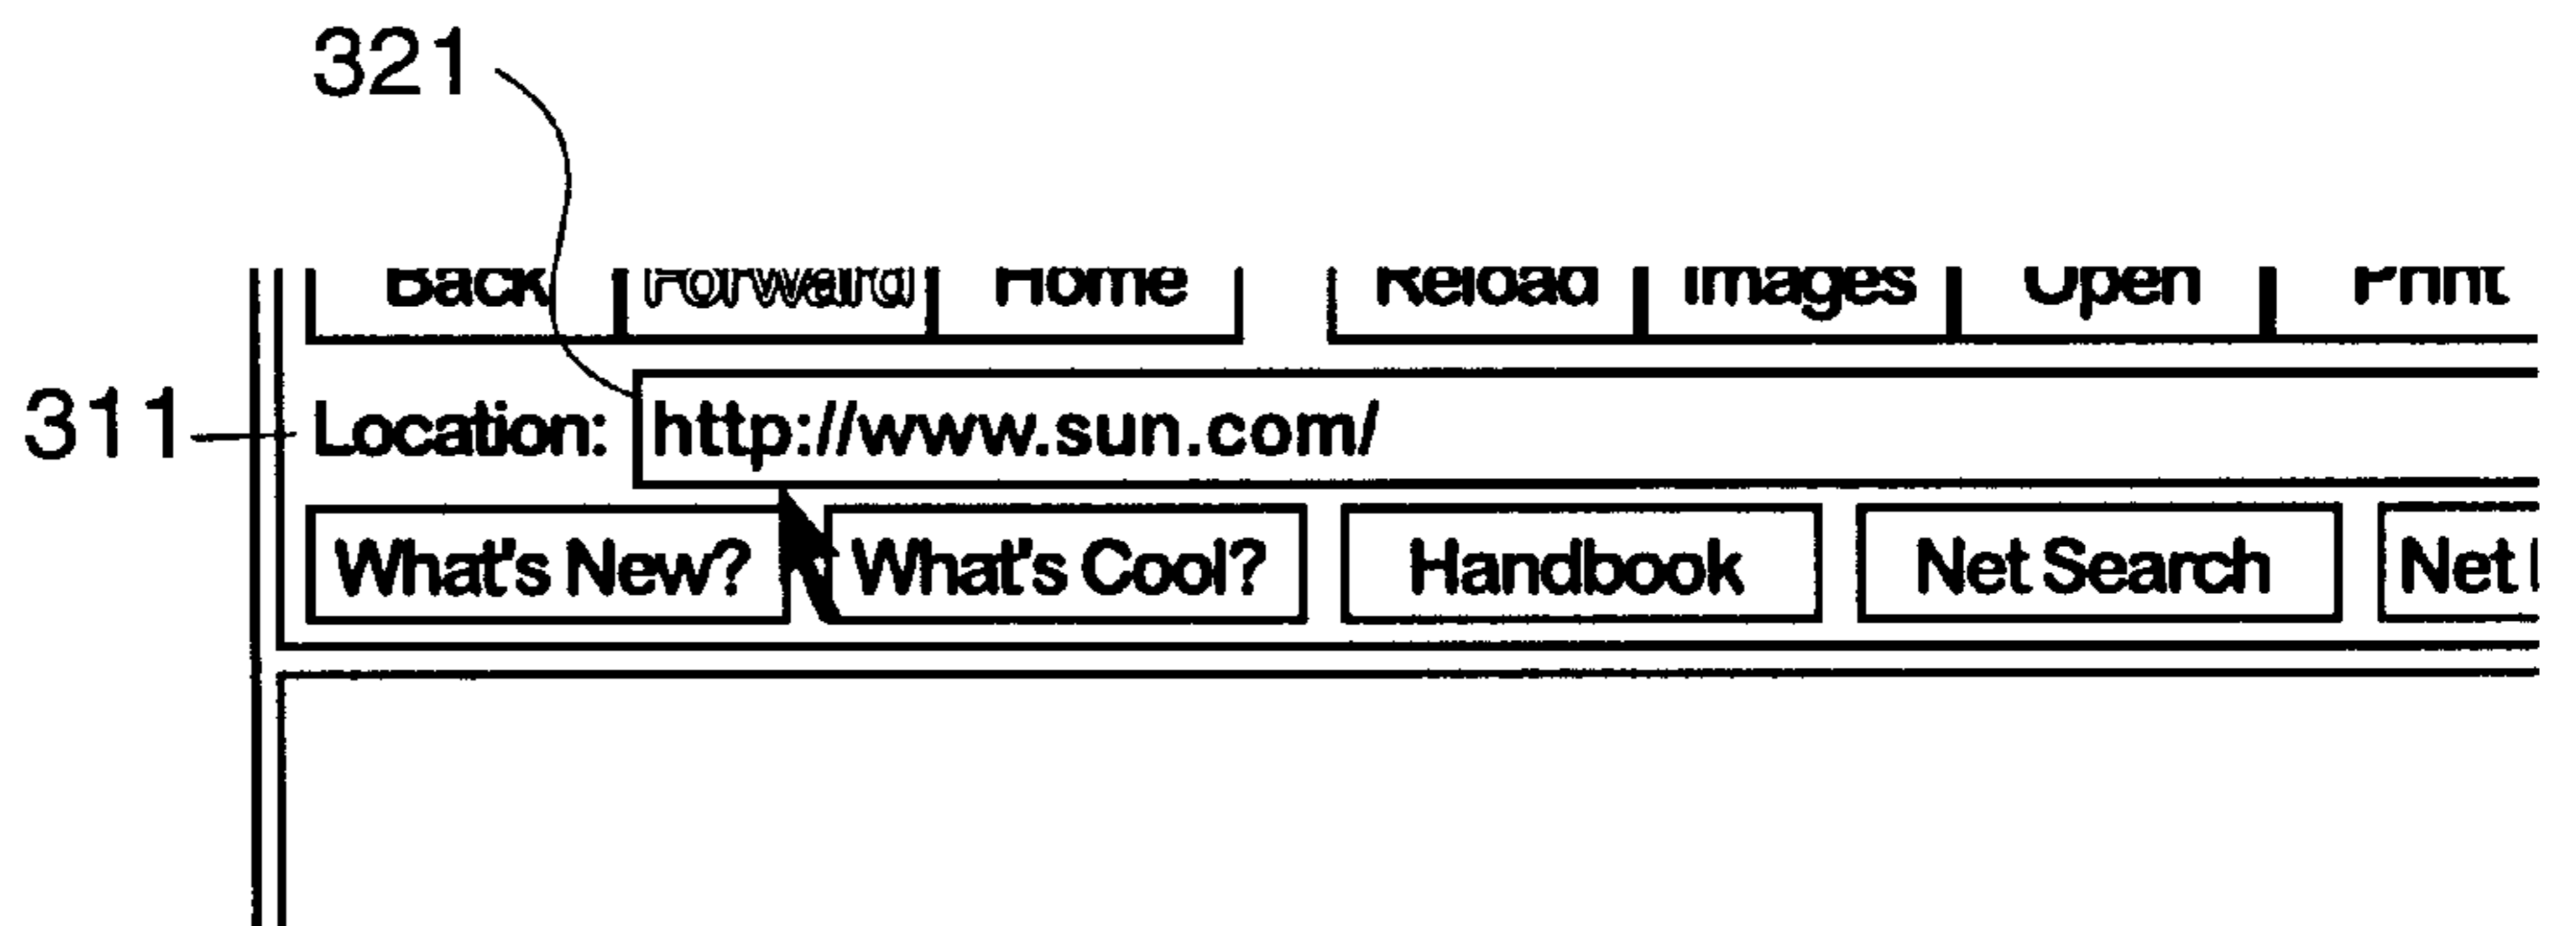 321
Back Forward Home Reload Images Open Print
311 Location: http://www.sun.com/
What's New? What's Cool? Handbook Net Search Net